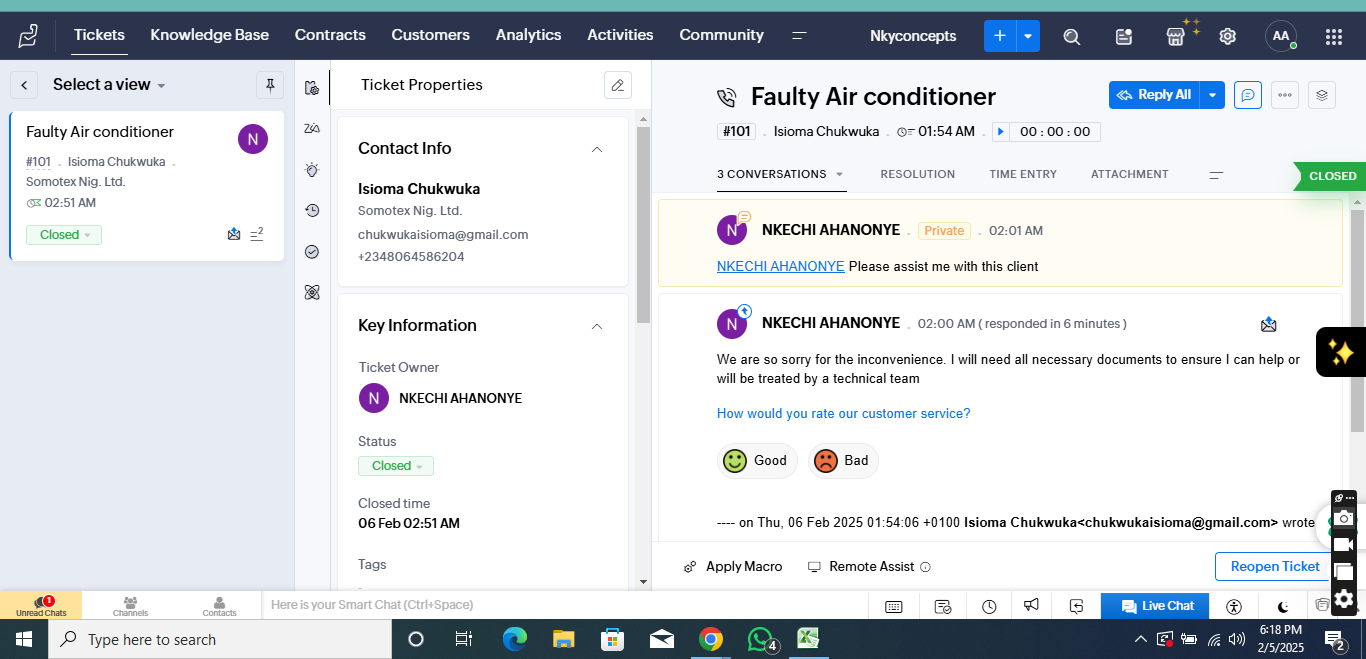 Tickets Knowledge Base Contracts Customers Analytics Activities Community Nkyconcepts AA
Select a view
Faulty Air conditioner N
#101 . Isioma Chukwuka .
Somotex Nig. Ltd.
02:51 AM
Closed 2
Ticket Properties
Contact Info
Isioma Chukwuka
Somotex Nig. Ltd.
chukwukaisioma@gmail.com
+2348064586204
Key Information
Ticket Owner
N NKECHI AHANONYE
Status
Closed
Closed time
06 Feb 02:51 AM
Tags
-
Faulty Air conditioner Reply All
#101 . Isioma Chukwuka . 01:54 AM . 00 : 00 : 00
3 CONVERSATIONS RESOLUTION TIME ENTRY ATTACHMENT CLOSED
N NKECHI AHANONYE . Private . 02:01 AM
NKECHI AHANONYE Please assist me with this client
N NKECHI AHANONYE . 02:00 AM ( responded in 6 minutes )
We are so sorry for the inconvenience. I will need all necessary documents to ensure I can help or
will be treated by a technical team
How would you rate our customer service?
Good Bad
---- on Thu, 06 Feb 2025 01:54:06 +0100 Isioma Chukwuka<chukwukaisioma@gmail.com> wrote
Apply Macro Remote Assist Reopen Ticket
1
Unread Chats Channels Contacts Here is your Smart Chat (Ctrl+Space) Live Chat
Type here to search 4 6:18 PM
2/5/2025 2